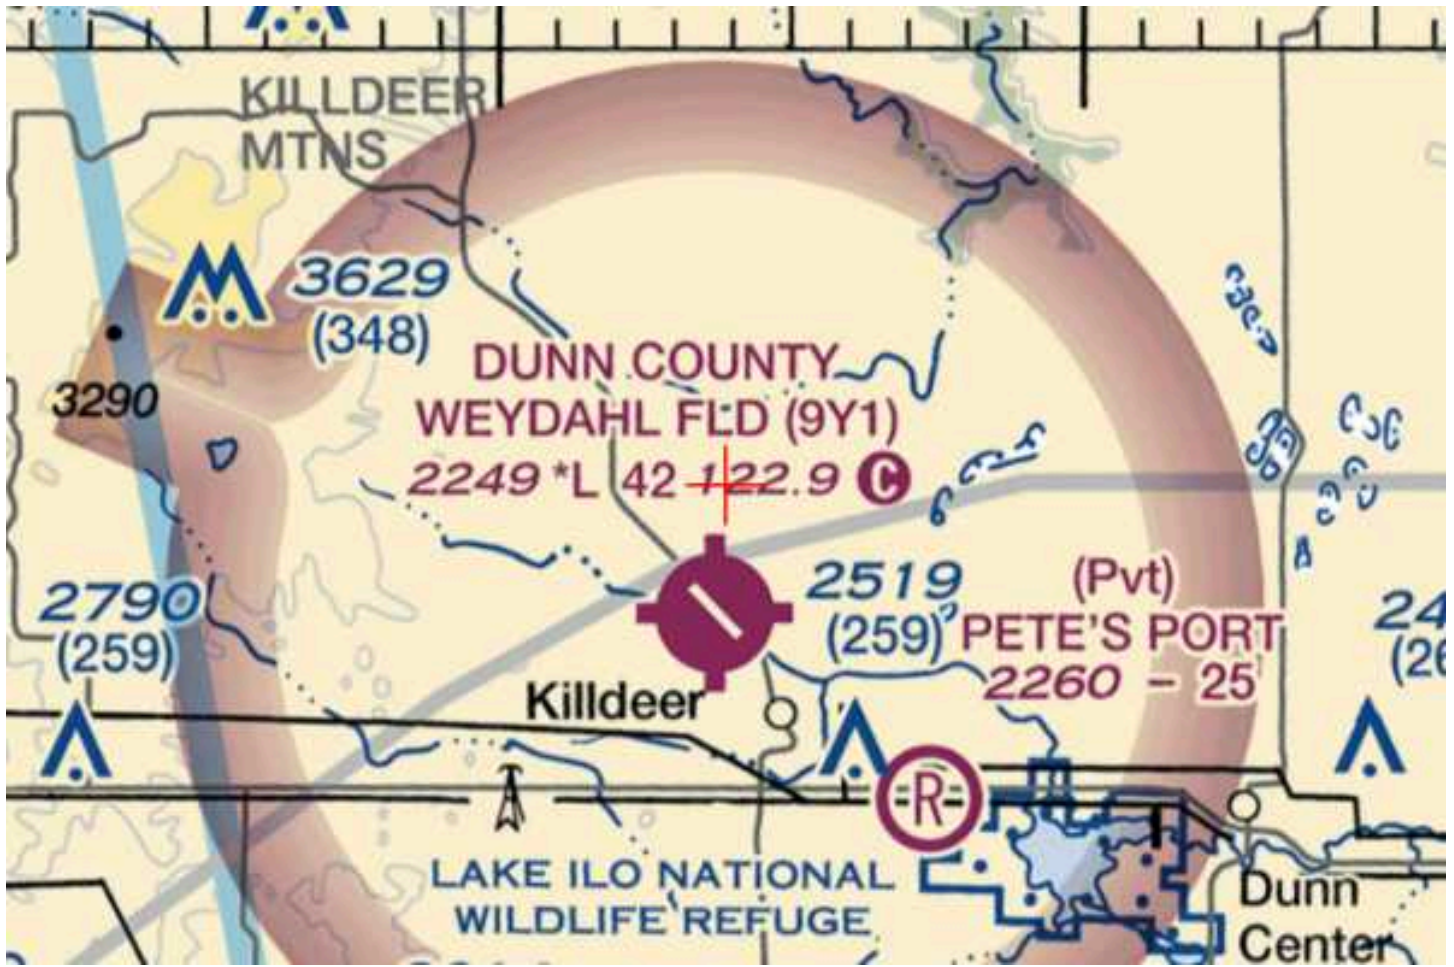 KILLDEER
MTNS
3629
(348)
3290
DUNN COUNTY
WEYDAHL FLD (9Y1)
2249 *L 42 122.9 C
2790
(259)
2519
(259)
(Pvt)
PETE'S PORT
2260 - 25
Killdeer
R
LAKE ILO NATIONAL
WILDLIFE REFUGE
Dunn
Center